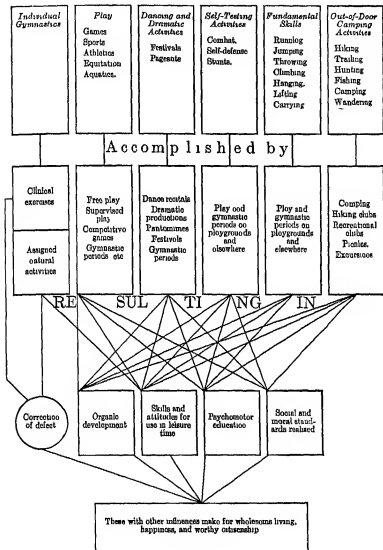 Individual
Gymnastics
Play
Games
Sports
Athletics
Equitation
Aquatics.
Dancing and
Dramatic
Activities
Festivals
Pageants
Self-Testing
Activities
Combat.
Self-defense
Stunts.
Fundamental
Skills
Running
Jumping
Throwing
Climbing
Hanging.
Lifting
Carrying
Out-of-Door
Camping
Activities
Hiking
Trailing
Hunting
Fishing
Camping
Wandering
Accomplished by
Clinical
exercises
Assigned
natural
activities
Free play
Supervised
play
Competitive
games
Gymnastic
periods etc
Dance recitals
Dramatic
productions
Pantomimes
Festivals
Gymnastic
periods
Play and
gymnastic
periods on
playgrounds
and
elsewhere
Play and
gymnastic
periods on
playgrounds
and
elsewhere
Camping
Hiking clubs
Recreational
clubs
Picnics.
Excursions
RE SUL TI NG IN
Correction
of defect
Organic
development
Skills and
attitudes for
use in leisure
time
Psychomotor
education
Social and
moral stand-
ards realized
These with other influences make for wholesome living,
happiness, and worthy citizenship